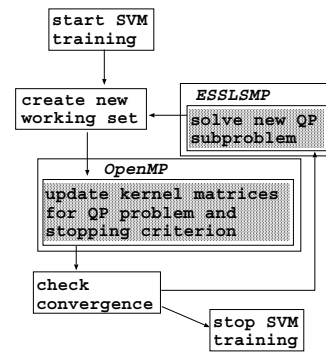 start SVM
training
create new
working set
ESSLSMP
solve new QP
subproblem
OpenMP
update kernel matrices
for QP problem and
stopping criterion
check
convergence
stop SVM
training